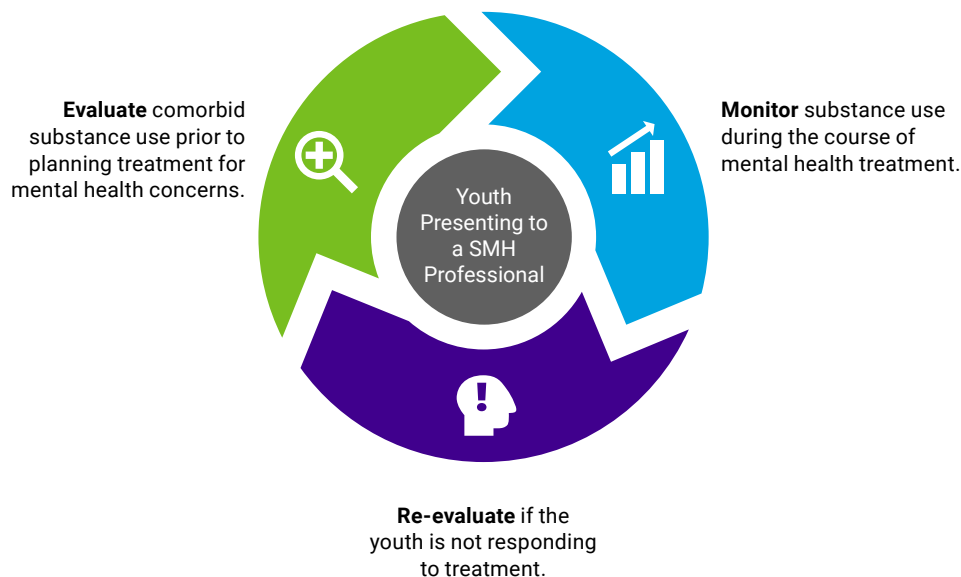 Evaluate comorbid
substance use prior to
planning treatment for
mental health concerns.
Youth
Presenting to
a SMH
Professional
Monitor substance use
during the course of
mental health treatment.
Re-evaluate if the
youth is not responding
to treatment.